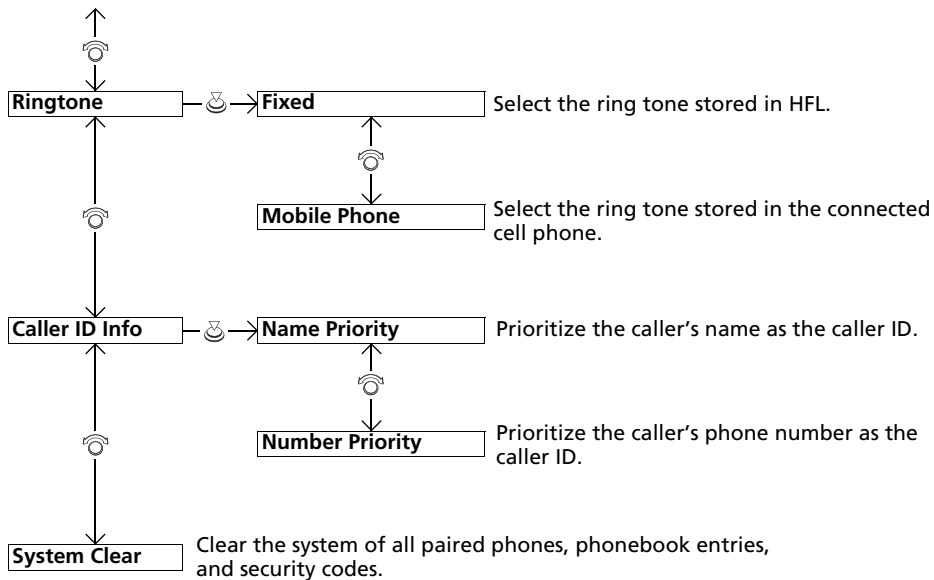 Ringtone
Fixed
Select the ring tone stored in HFL.
Mobile Phone
Select the ring tone stored in the connected
cell phone.
Caller ID Info
Name Priority
Prioritize the caller’s name as the caller ID.
Number Priority
Prioritize the caller’s phone number as the
caller ID.
System Clear
Clear the system of all paired phones, phonebook entries,
and security codes.